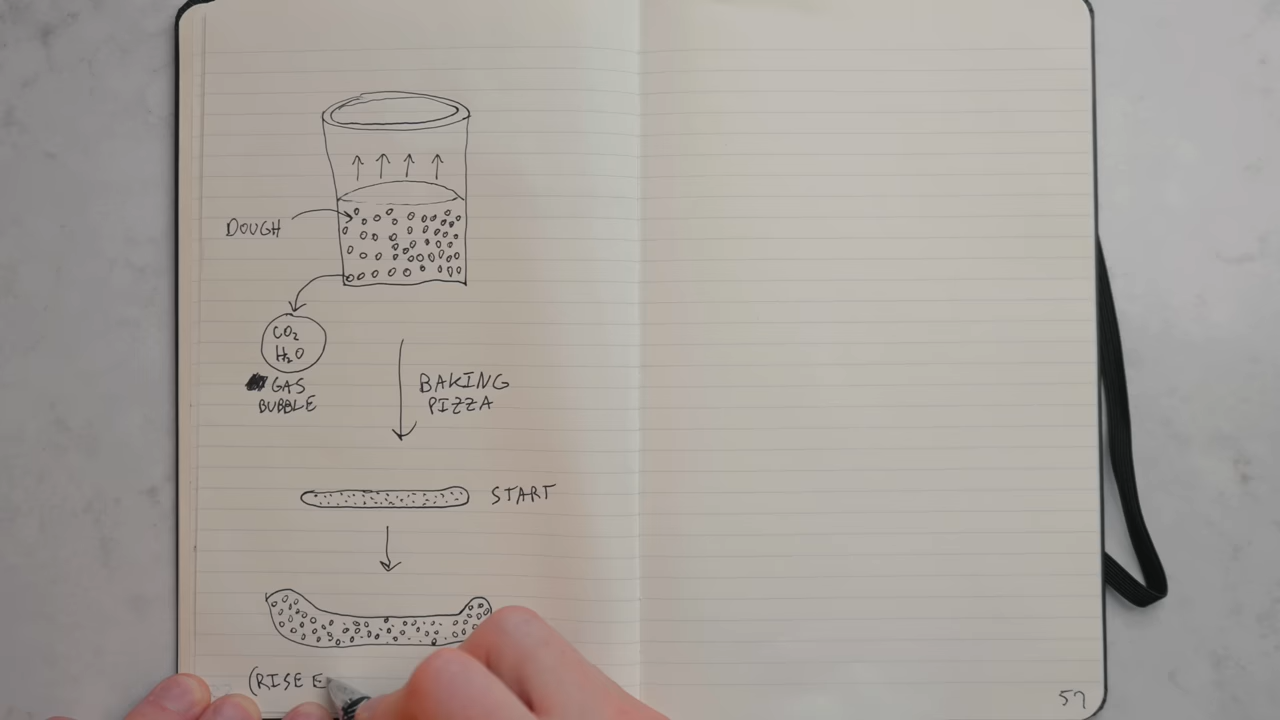 DOUGH
CO₂
H₂O
GAS
BUBBLE
BAKING
PIZZA
START
(RISE E
57